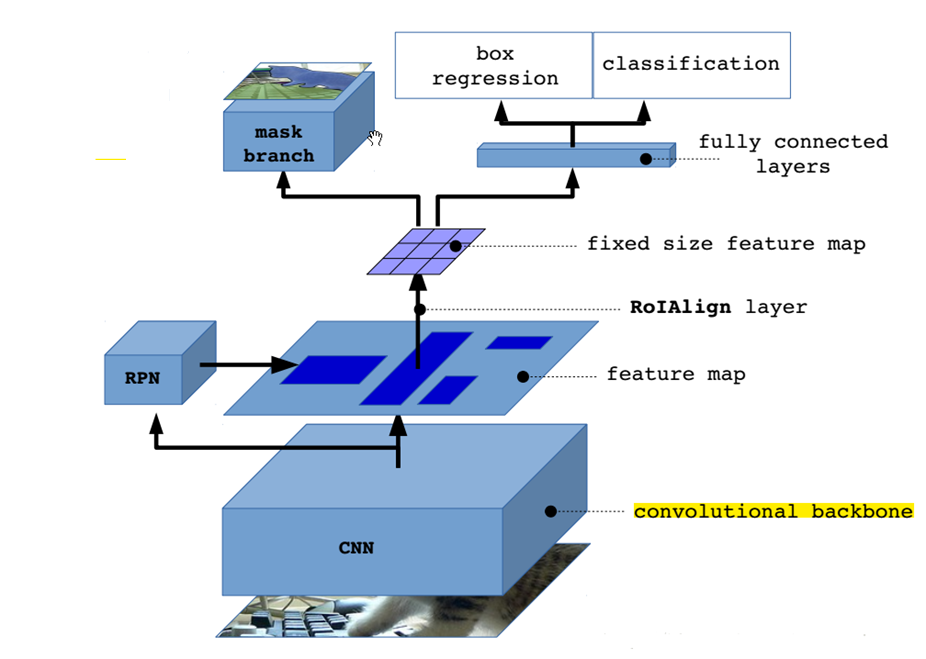 box
regression
classification
mask
branch
fully connected
layers
fixed size feature map
RoIAlign layer
RPN
feature map
convolutional backbone
CNN